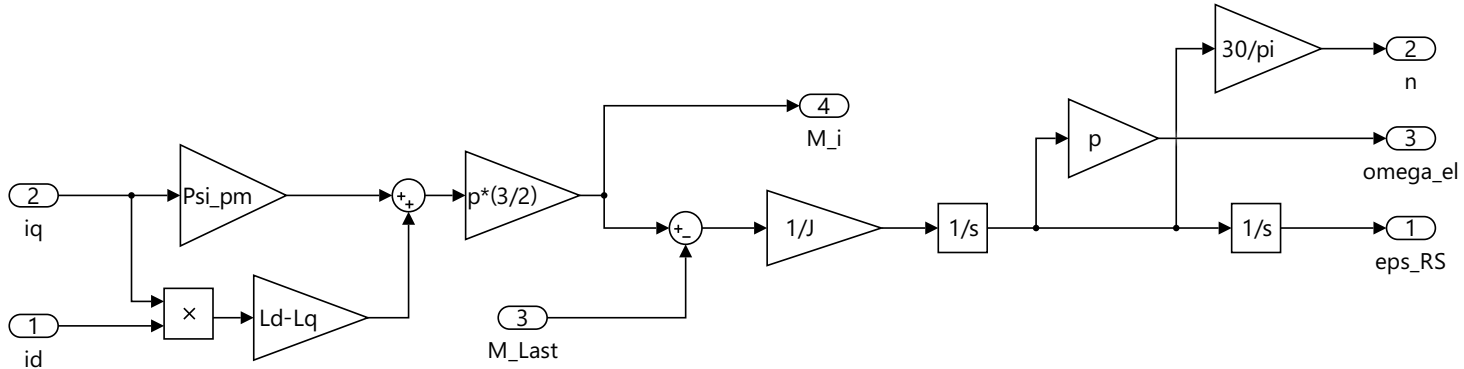 30/pi
2
n
4
M_i
p
3
omega_el
2
iq
Psi_pm
+
+
p*(3/2)
+
−
1/J
1/s
1/s
1
eps_RS
1
id
×
Ld-Lq
3
M_Last